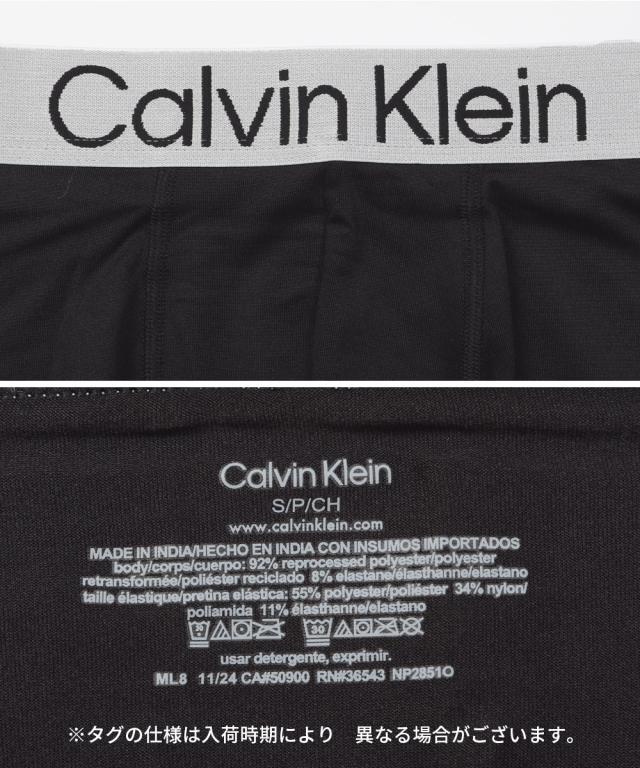 Calvin Klein
Calvin Klein
S/P/CH
www.calvinklein.com
MADE IN INDIA/HECHO EN INDIA CON INSUMOS IMPORTADOS
body/corps/cuerpo: 92% reprocessed polyester/polyester
retransformée/poliéster reciclado 8% elastane/élasthanne/elastano
taille élastique/pretina elástica: 55% polyester/poliéster 34% nylon/
poliamida 11% élasthanne/elastano
30
usar detergente, exprimir.
ML8 11/24 CA#50900 RN#36543 NP2851O
※タグの仕様は入荷時期により 異なる場合がございます。